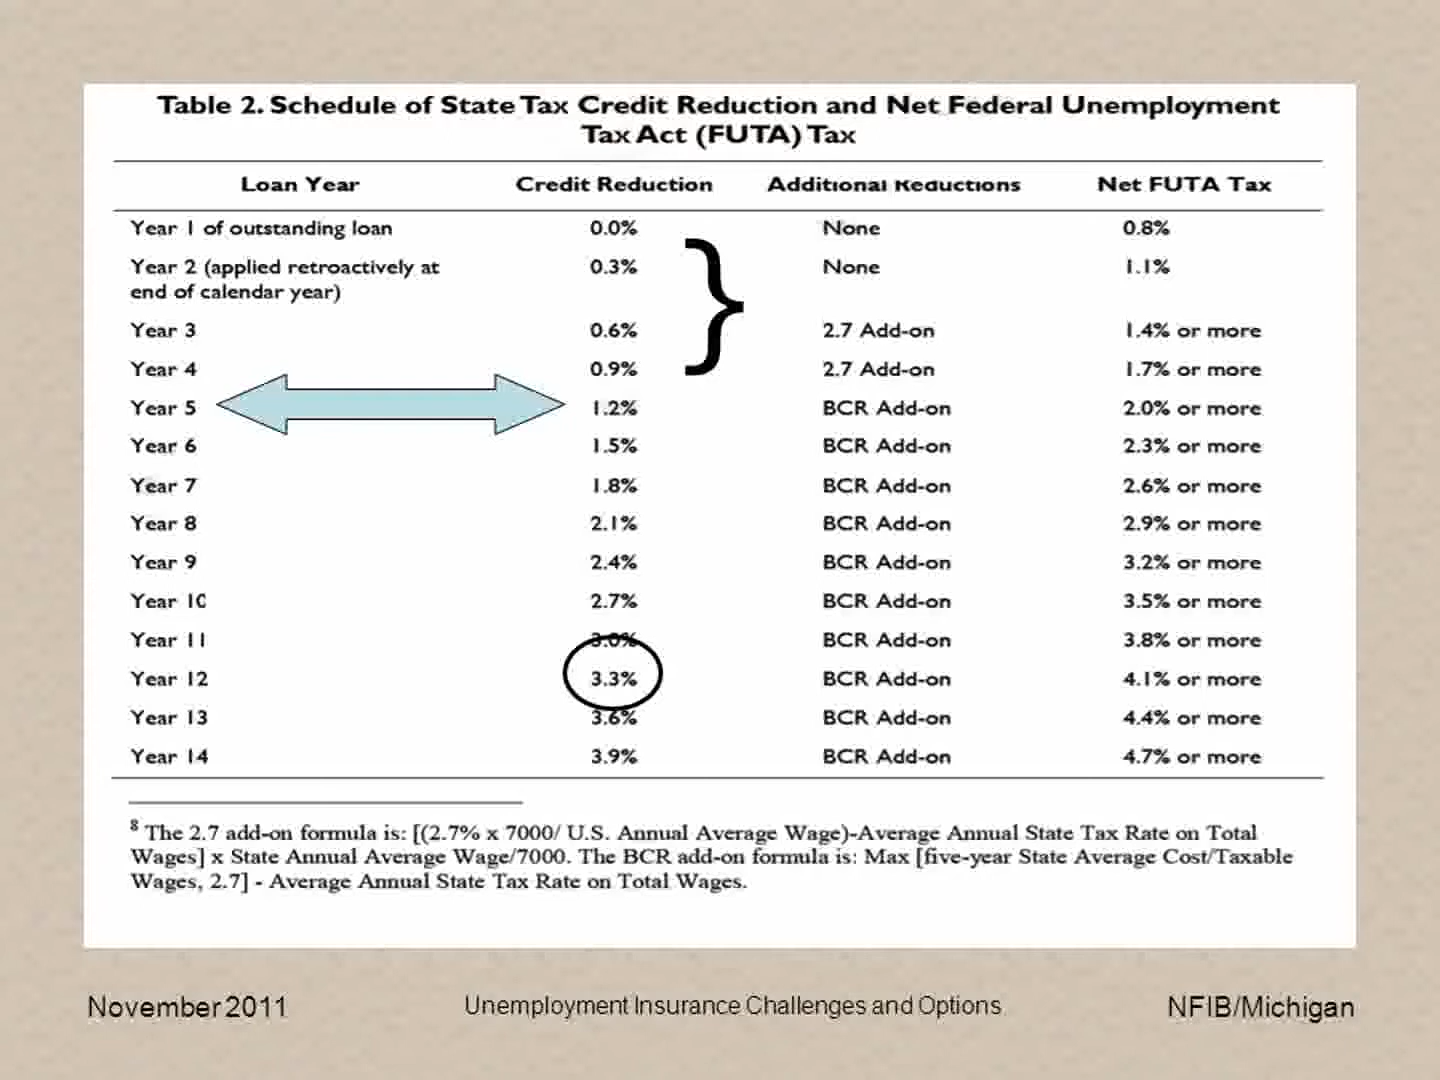 Table 2. Schedule of State Tax Credit Reduction and Net Federal Unemployment
Tax Act (FUTA) Tax
Loan Year Credit Reduction Additional Reductions Net FUTA Tax
Year 1 of outstanding loan 0.0% None 0.8%
Year 2 (applied retroactively at 0.3% None 1.1%
end of calendar year)
Year 3 0.6% 2.7 Add-on 1.4% or more
Year 4 0.9% 2.7 Add-on 1.7% or more
Year 5 1.2% BCR Add-on 2.0% or more
Year 6 1.5% BCR Add-on 2.3% or more
Year 7 1.8% BCR Add-on 2.6% or more
Year 8 2.1% BCR Add-on 2.9% or more
Year 9 2.4% BCR Add-on 3.2% or more
Year 10 2.7% BCR Add-on 3.5% or more
Year 11 3.0% BCR Add-on 3.8% or more
Year 12 3.3% BCR Add-on 4.1% or more
Year 13 3.6% BCR Add-on 4.4% or more
Year 14 3.9% BCR Add-on 4.7% or more
8 The 2.7 add-on formula is: [(2.7% x 7000/ U.S. Annual Average Wage)-Average Annual State Tax Rate on Total
Wages] x State Annual Average Wage/7000. The BCR add-on formula is: Max [five-year State Average Cost/Taxable
Wages, 2.7] - Average Annual State Tax Rate on Total Wages.
November 2011 Unemployment Insurance Challenges and Options NFIB/Michigan